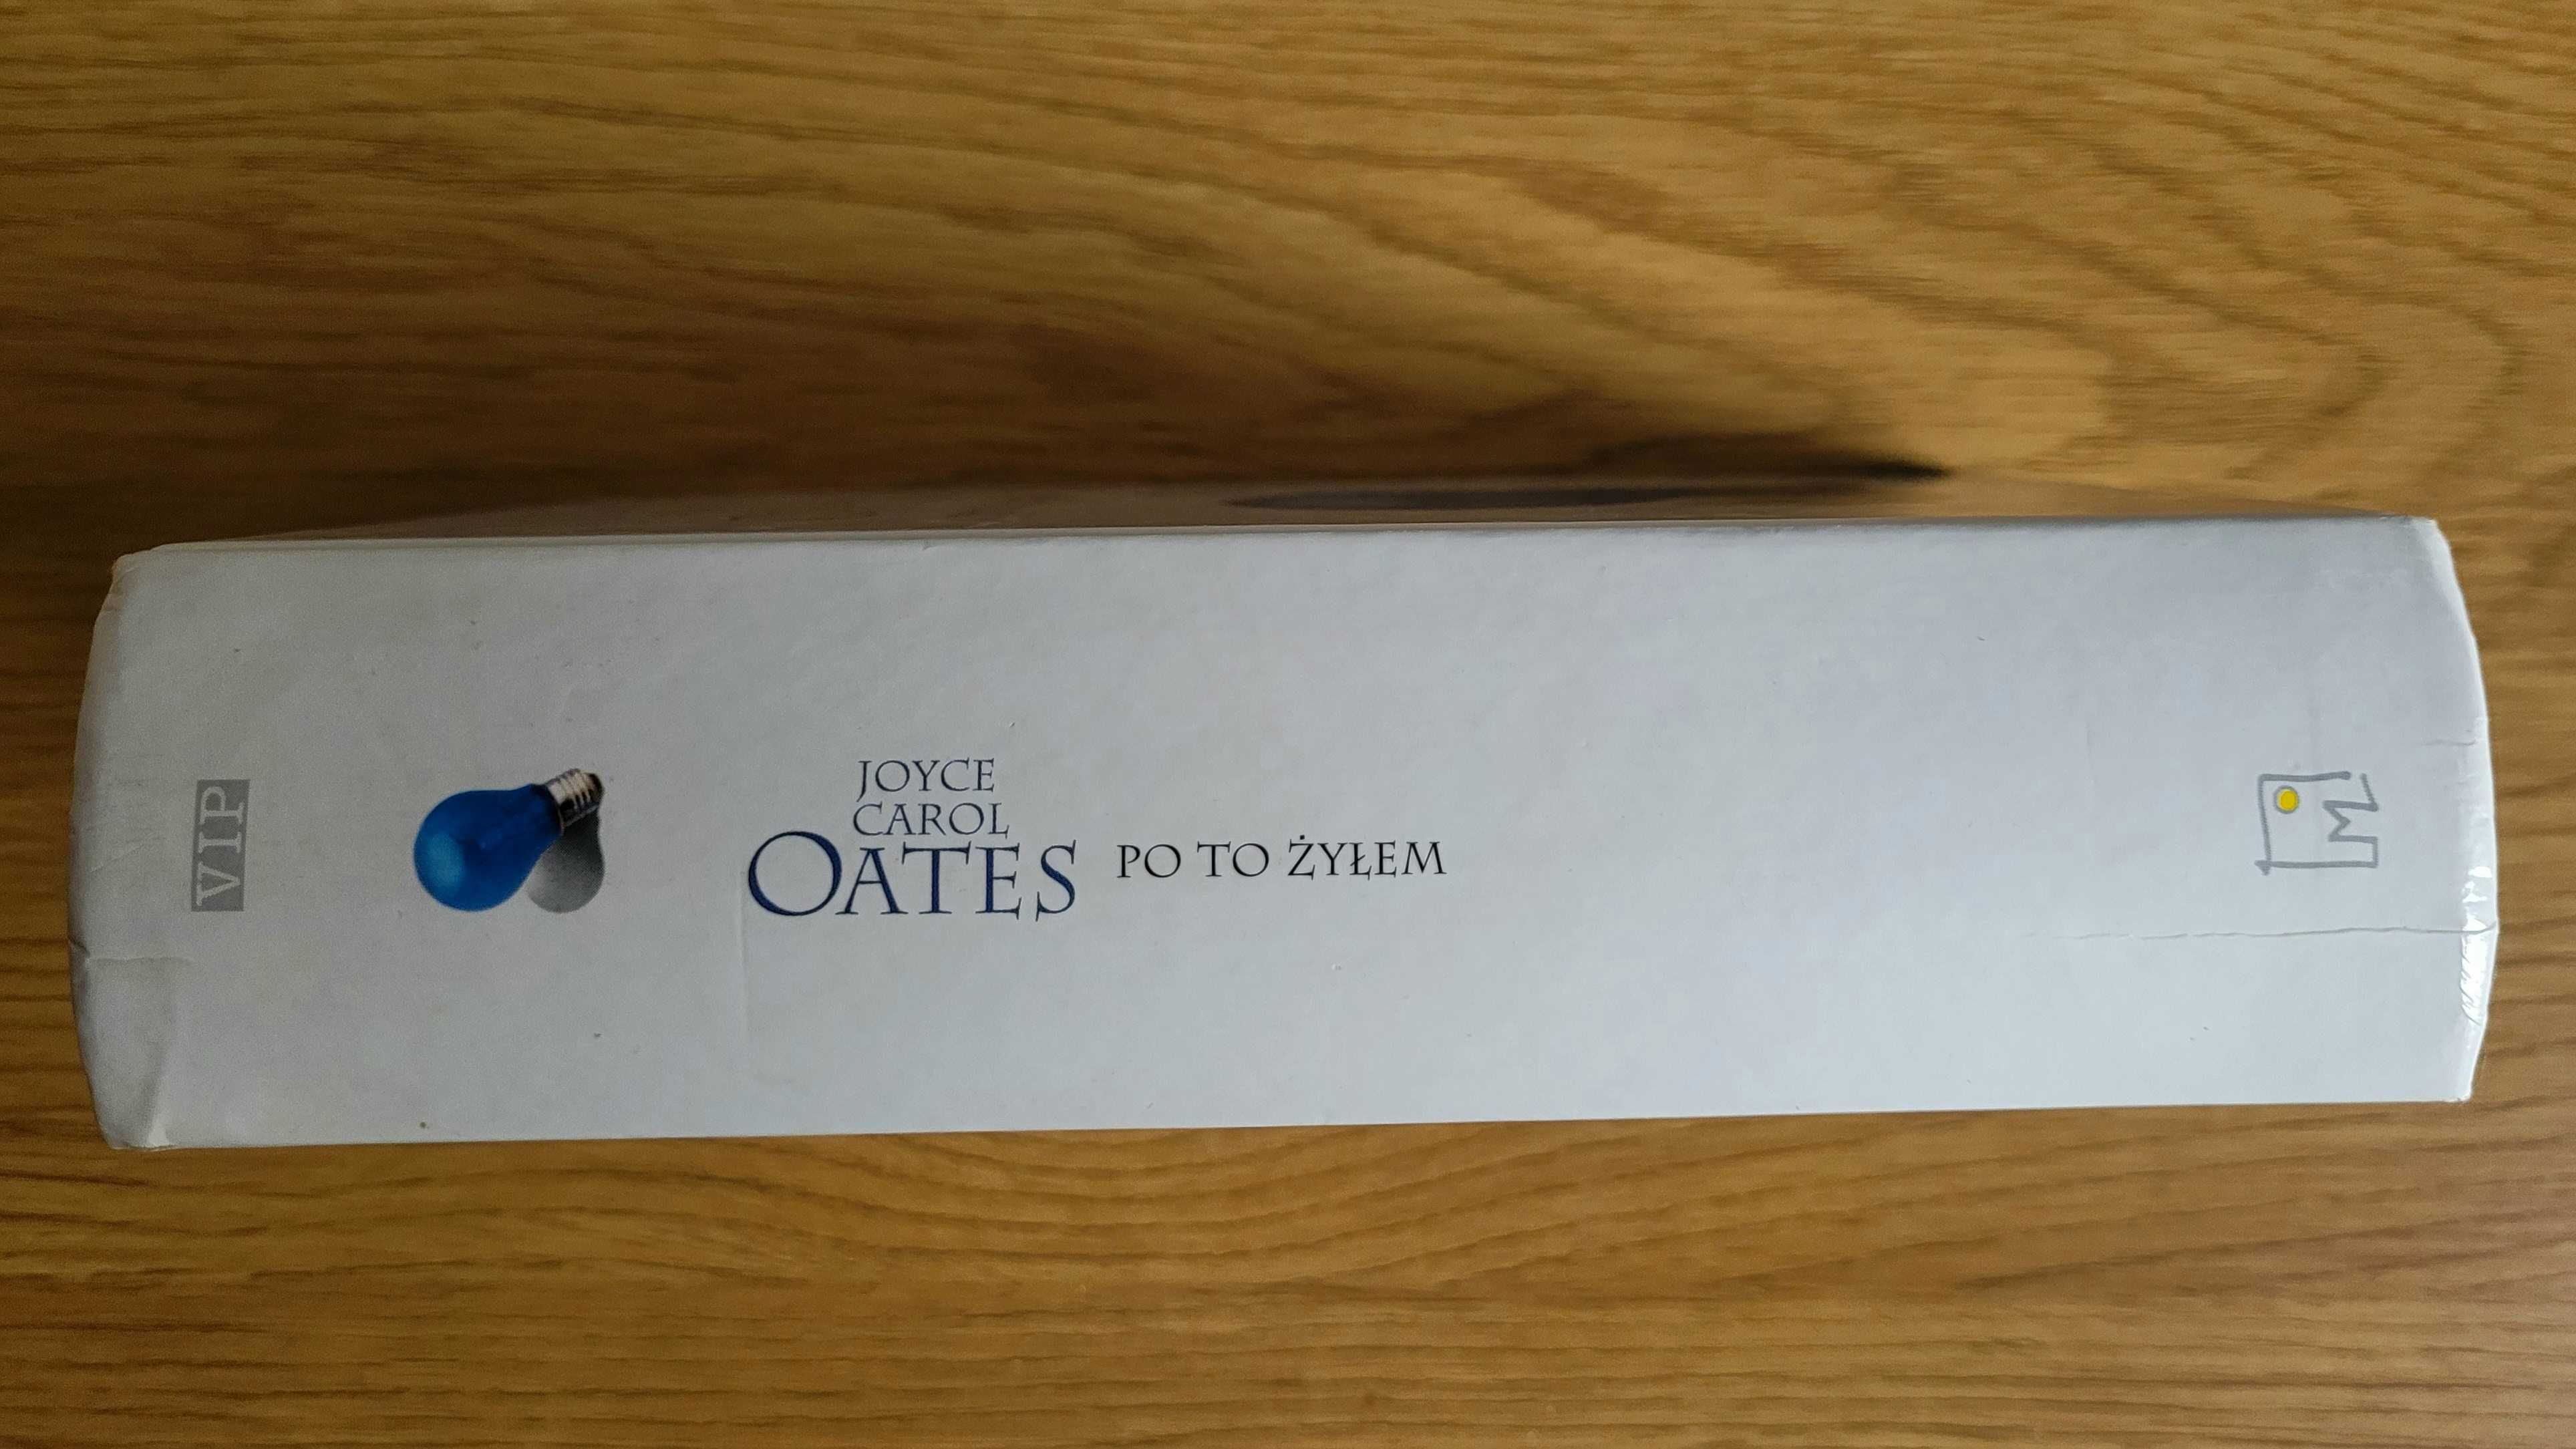 VIP
JOYCE
CAROL
OATES PO TO ŻYŁEM